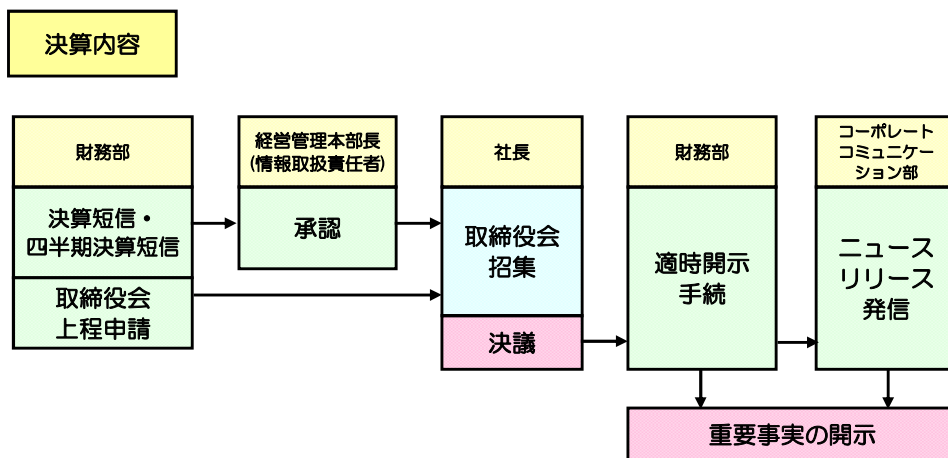 決算内容
財務部
決算短信・
四半期決算短信
取締役会
上程申請
経営管理本部長
(情報取扱責任者)
承認
社長
取締役会
招集
決議
財務部
適時開示
手続
コーポレート
コミュニケー
ション部
ニュース
リリース
発信
重要事実の開示